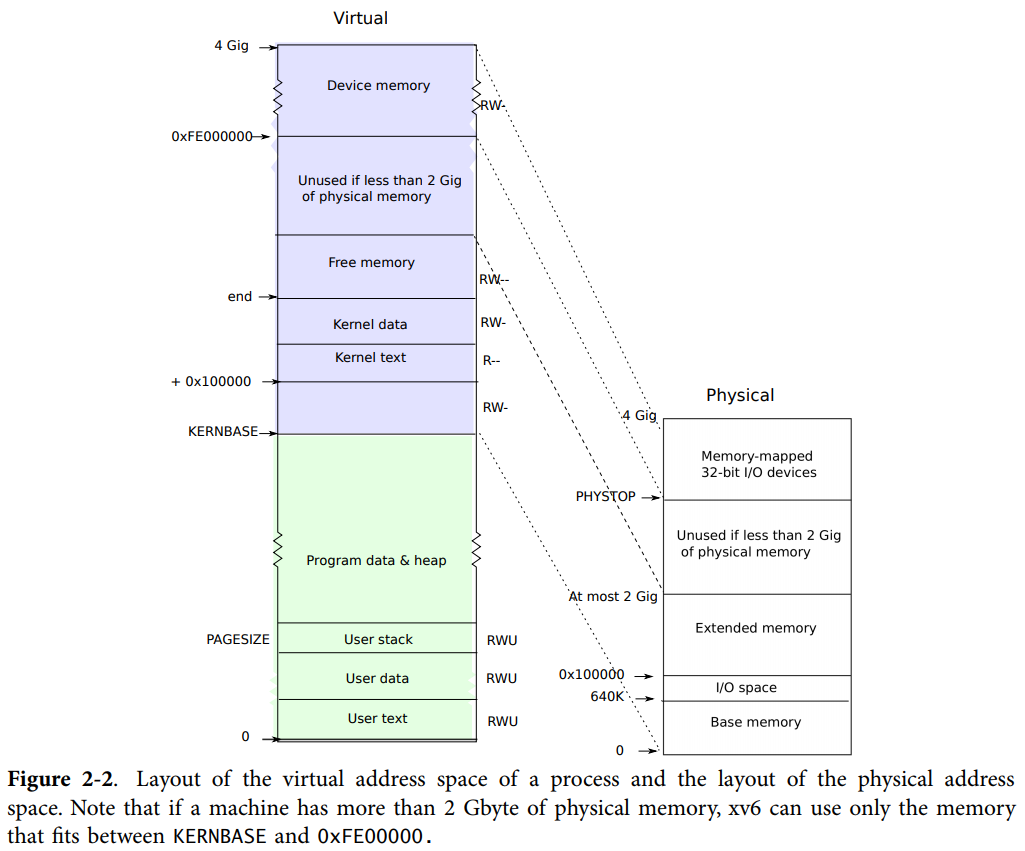 Virtual
4 Gig
Device memory
RW-
0xFE000000
Unused if less than 2 Gig
of physical memory
Free memory
RW--
end
Kernel data
RW-
Kernel text
R--
+ 0x100000
RW-
KERNBASE
Program data & heap
PAGESIZE
User stack
RWU
User data
RWU
User text
RWU
0
Physical
4 Gig
Memory-mapped
32-bit I/O devices
PHYSTOP
Unused if less than 2 Gig
of physical memory
At most 2 Gig
Extended memory
0x100000
I/O space
640K
Base memory
0
Figure 2-2. Layout of the virtual address space of a process and the layout of the physical address
space. Note that if a machine has more than 2 Gbyte of physical memory, xv6 can use only the memory
that fits between KERNBASE and 0xFE00000.